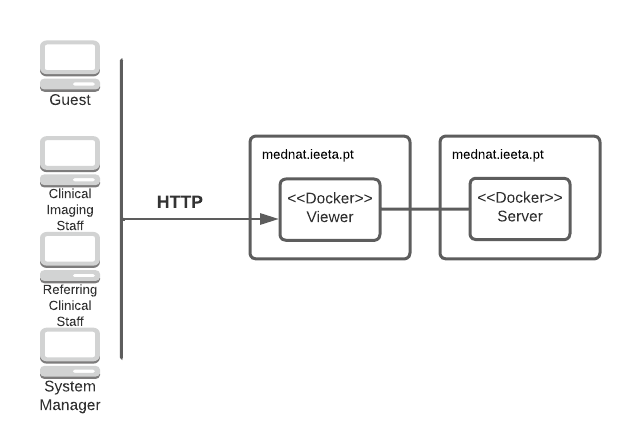 Guest
Clinical
Imaging
Staff
Referring
Clinical
Staff
System
Manager
HTTP
mednat.ieeta.pt
<<Docker>>
Viewer
mednat.ieeta.pt
<<Docker>>
Server